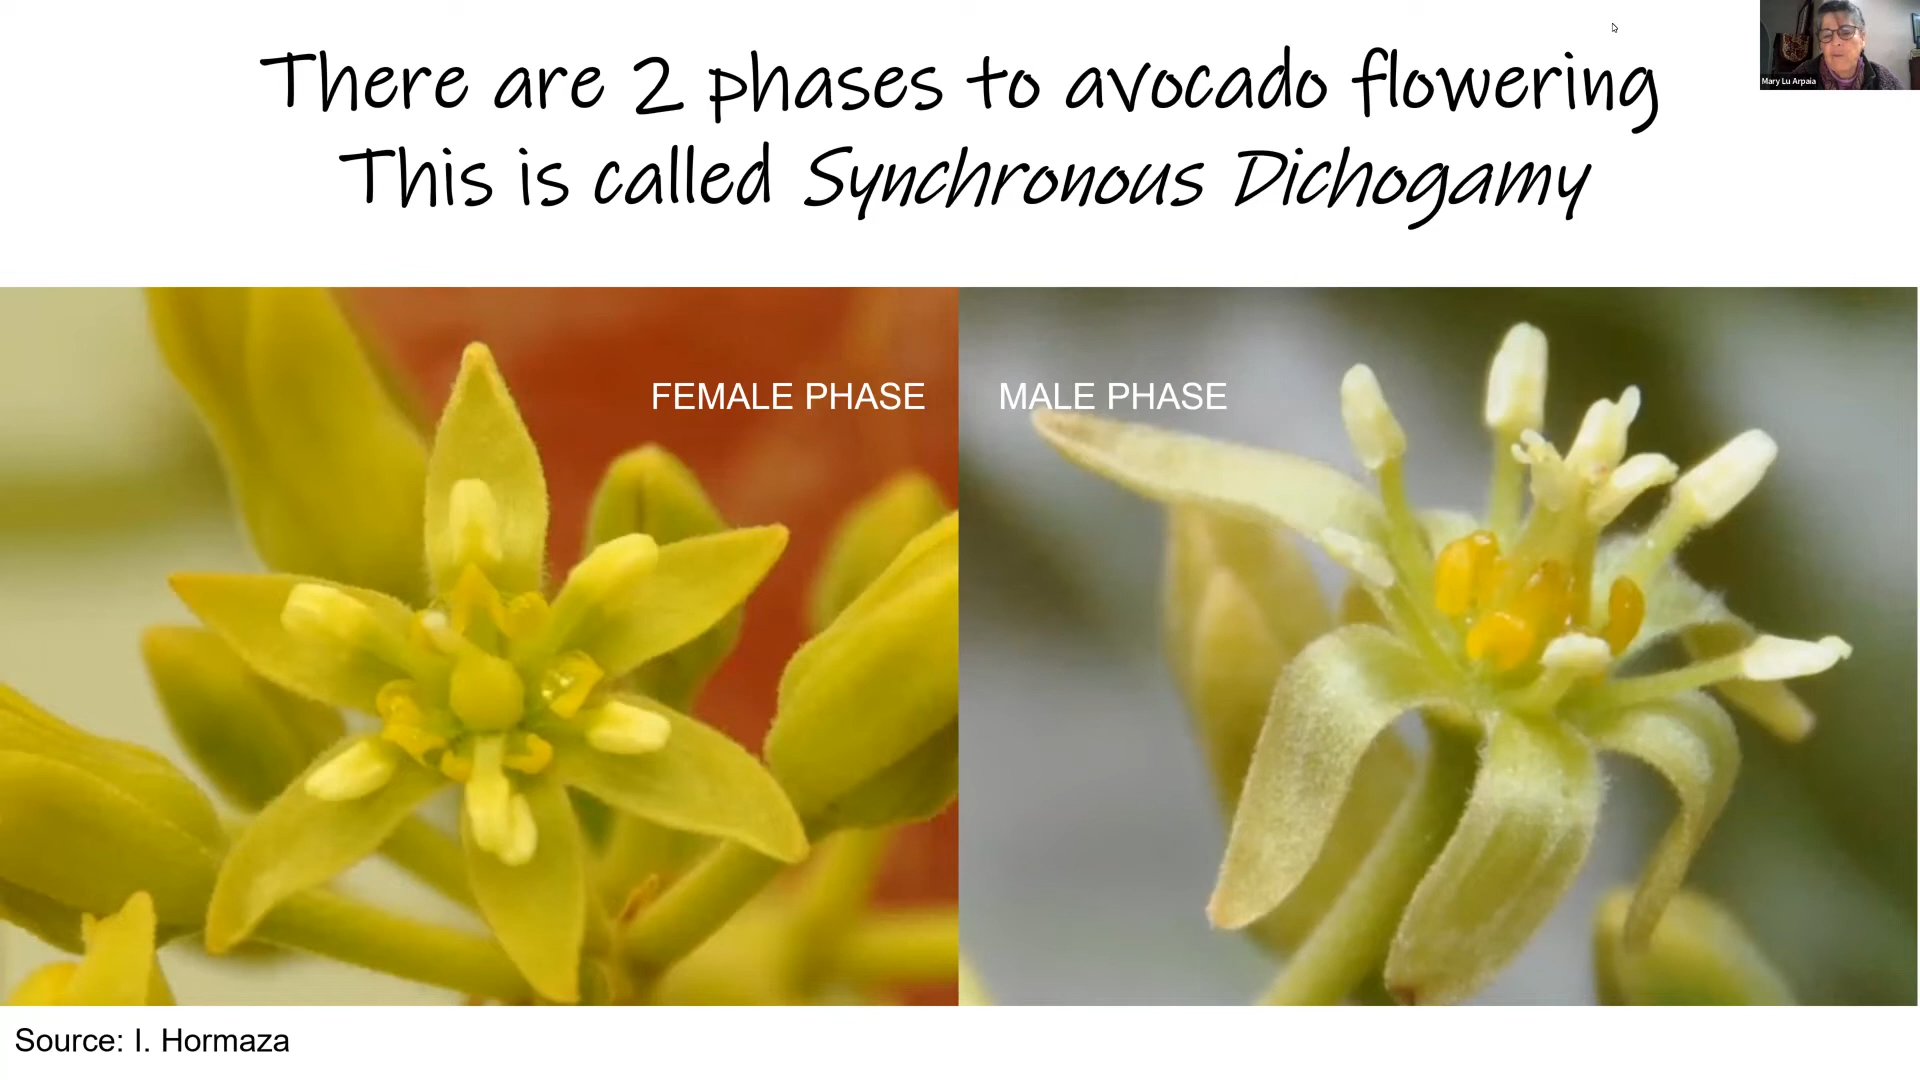 There are 2 phases to avocado flowering
This is called Synchronous Dichogamy
Mary Lu Arpaia
FEMALE PHASE
MALE PHASE
Source: I. Hormaza